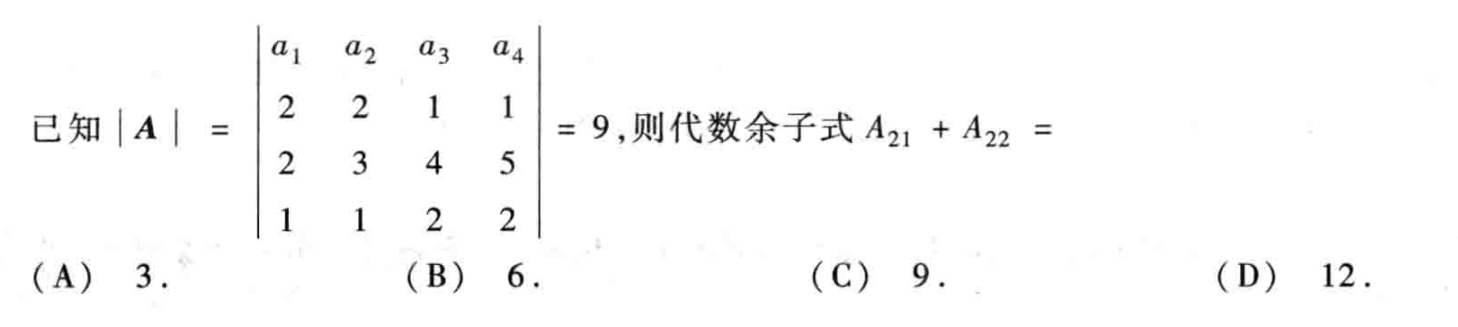 已知 |A| = | a₁ a₂ a₃ a₄ |
2 2 1 1
2 3 4 5
1 1 2 2
= 9,则代数余子式 A₂₁ + A₂₂ =
(A) 3. (B) 6. (C) 9. (D) 12.